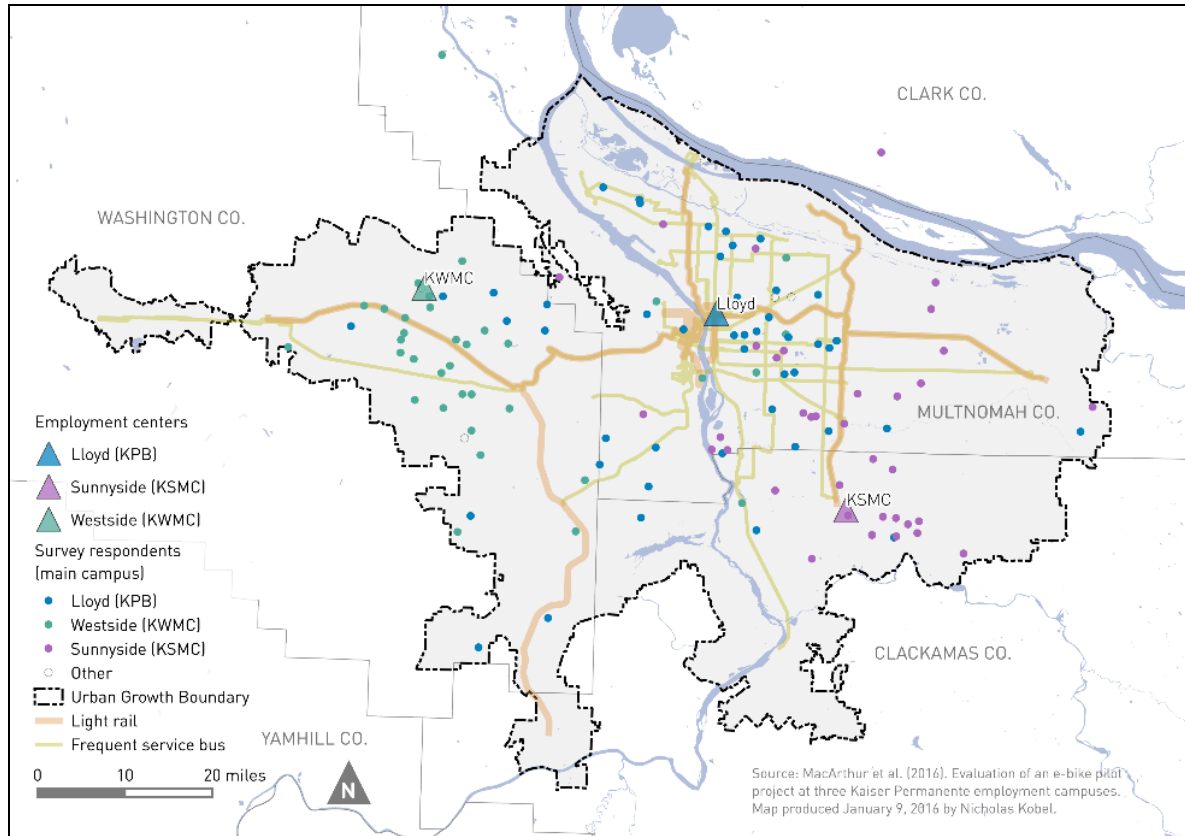 CLARK CO.
WASHINGTON CO.
KWMC
Lloyd
MULTNOMAH CO.
KSMC
CLACKAMAS CO.
YAMHILL CO.
Employment centers
Lloyd (KPB)
Sunnyside (KSMC)
Westside (KWMC)
Survey respondents
(main campus)
Lloyd (KPB)
Westside (KWMC)
Sunnyside (KSMC)
Other
Urban Growth Boundary
Light rail
Frequent service bus
0 10 20 miles
N
Source: MacArthur et al. (2016). Evaluation of an e-bike pilot
project at three Kaiser Permanente employment campuses.
Map produced January 9, 2016 by Nicholas Kobel.